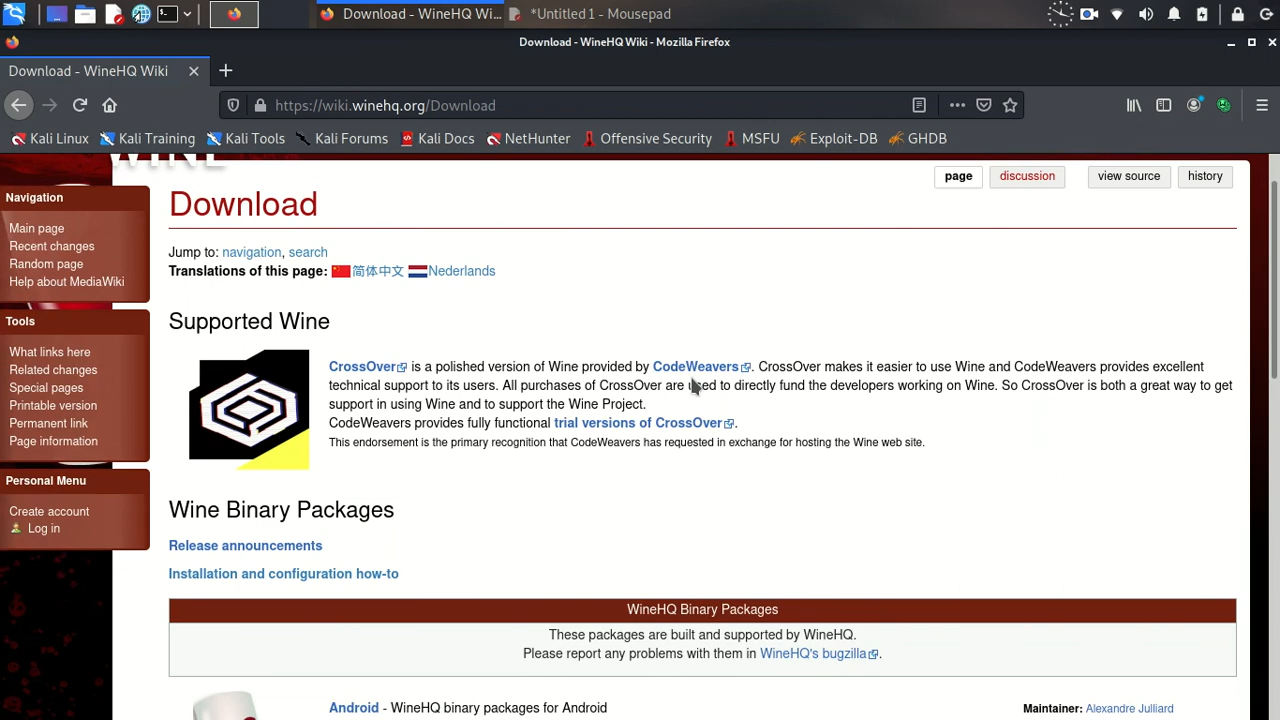 Download - WineHQ Wi... *Untitled 1 - Mousepad
Download - WineHQ Wiki - Mozilla Firefox
Download - WineHQ Wiki
https://wiki.winehq.org/Download
Kali Linux Kali Training Kali Tools Kali Forums Kali Docs NetHunter Offensive Security MSFU Exploit-DB GHDB
WINE
page discussion view source history
Navigation
Main page
Recent changes
Random page
Help about MediaWiki
Tools
What links here
Related changes
Special pages
Printable version
Permanent link
Page information
Personal Menu
Create account
Log in
Download
Jump to: navigation, search
Translations of this page: 简体中文 Nederlands
Supported Wine
CrossOver is a polished version of Wine provided by CodeWeavers. CrossOver makes it easier to use Wine and CodeWeavers provides excellent
technical support to its users. All purchases of CrossOver are used to directly fund the developers working on Wine. So CrossOver is both a great way to get
support in using Wine and to support the Wine Project.
CodeWeavers provides fully functional trial versions of CrossOver.
This endorsement is the primary recognition that CodeWeavers has requested in exchange for hosting the Wine web site.
Wine Binary Packages
Release announcements
Installation and configuration how-to
WineHQ Binary Packages
These packages are built and supported by WineHQ.
Please report any problems with them in WineHQ's bugzilla.
Android - WineHQ binary packages for Android Maintainer: Alexandre Julliard